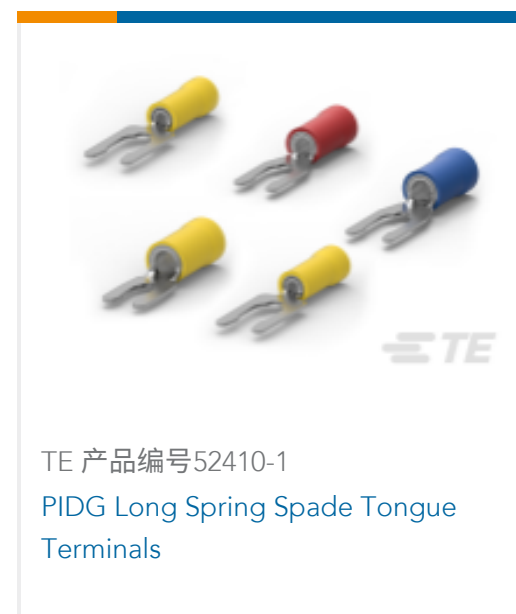 TE
TE 产品编号52410-1
PIDG Long Spring Spade Tongue
Terminals